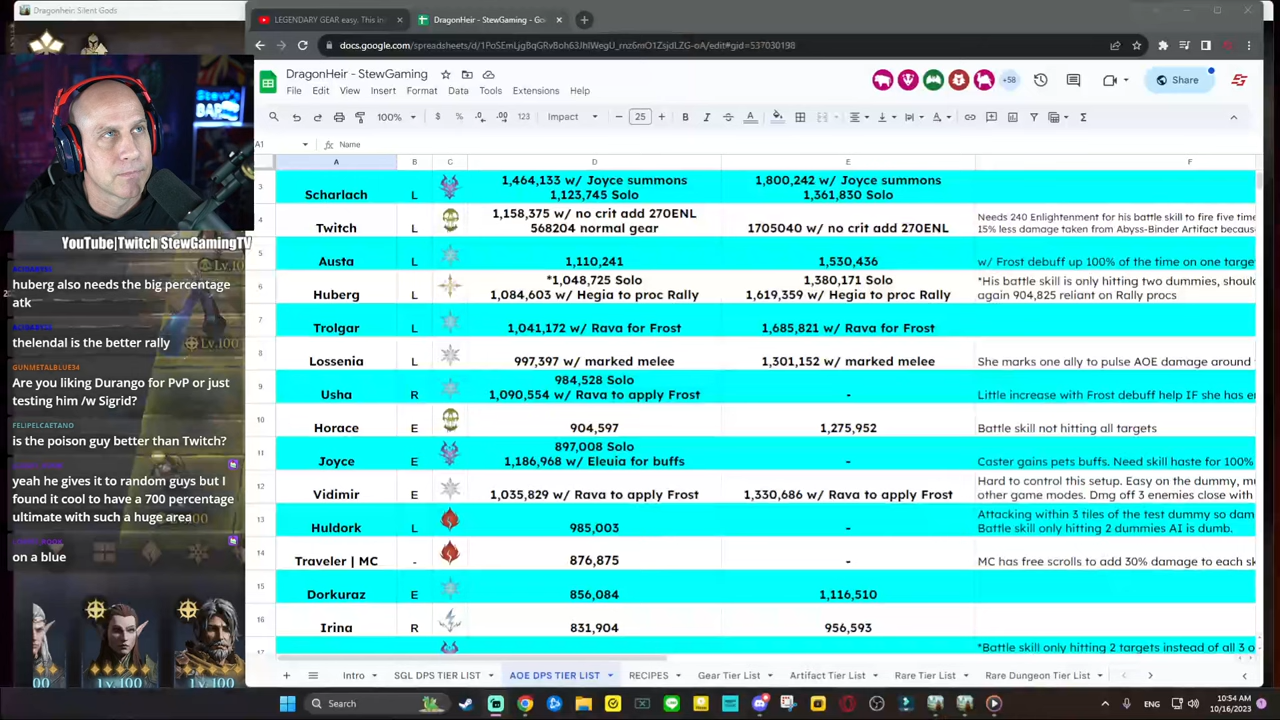 Dragonheir: Silent Gods
LEGENDARY GEAR easy. This in
DragonHeir - StewGaming - Go
docs.google.com/spreadsheets/d/1PoSEmLjgBqGRvBoh63JhlWegU_rnz6mO1ZsjdLZG-oA/edit#gid=537030198
DragonHeir - StewGaming
+58
Share
File Edit View Insert Format Data Tools Extensions Help
100% $ % .0 .00 123 Impact 25
A1 fx Name
A B C D E F
3 Scharlach L 1,464,133 w/ Joyce summons 1,800,242 w/ Joyce summons
1,123,745 Solo 1,361,830 Solo
4 Twitch L 1,158,375 w/ no crit add 270ENL Needs 240 Enlightenment for his battle skill to fire five time
568204 normal gear 1705040 w/ no crit add 270ENL 15% less damage taken from Abyss-Binder Artifact becaus
5 Austa L 1,110,241 1,530,436 w/ Frost debuff up 100% of the time on one target
6 Huberg L *1,048,725 Solo 1,380,171 Solo *His battle skill is only hitting two dummies, shou
1,084,603 w/ Hegia to proc Rally 1,619,359 w/ Hegia to proc Rally again 904,825 reliant on Rally procs
7 Trolgar L 1,041,172 w/ Rava for Frost 1,685,821 w/ Rava for Frost
8 Lossenia L 997,397 w/ marked melee 1,301,152 w/ marked melee She marks one ally to pulse AOE damage around
9 Usha R 984,528 Solo
1,090,554 w/ Rava to apply Frost - Little increase with Frost debuff help IF she has en
10 Horace E 904,597 1,275,952 Battle skill not hitting all targets
11 Joyce E 897,008 Solo
1,186,968 w/ Eleuia for buffs - Caster gains pets buffs. Need skill haste for 100%
12 Vidimir E 1,035,829 w/ Rava to apply Frost 1,330,686 w/ Rava to apply Frost Hard to control this setup. Easy on the dummy, mu
other game modes. Dmg off 3 enemies close with
13 Huldork L 985,003 - Attacking within 3 tiles of the test dummy so dam
Battle skill only hitting 2 dummies AI is dumb.
14 Traveler | MC - 876,875 - MC has free scrolls to add 30% damage to each sk
15 Dorkuraz E 856,084 1,116,510
16 Irina R 831,904 956,593
17 *Battle skill only hitting 2 targets instead of all 3 o
Intro SGL DPS TIER LIST AOE DPS TIER LIST RECIPES Gear Tier List Artifact Tier List Rare Tier List Rare Dungeon Tier List
YouTube|Twitch StewGamingTV
huberg also needs the big percentage
atk
thelendal is the better rally
Lv.100
GUNMETALBLUE34
Are you liking Durango for PvP or just
testing him /w Sigrid?
FELIPELCAETANO
is the poison guy better than Twitch?
yeah he gives it to random guys but I
found it cool to have a 700 percentage
ultimate with such a huge area
on a blue
Lv.100 Lv.100
Search
ENG
10:54 AM
10/16/2023